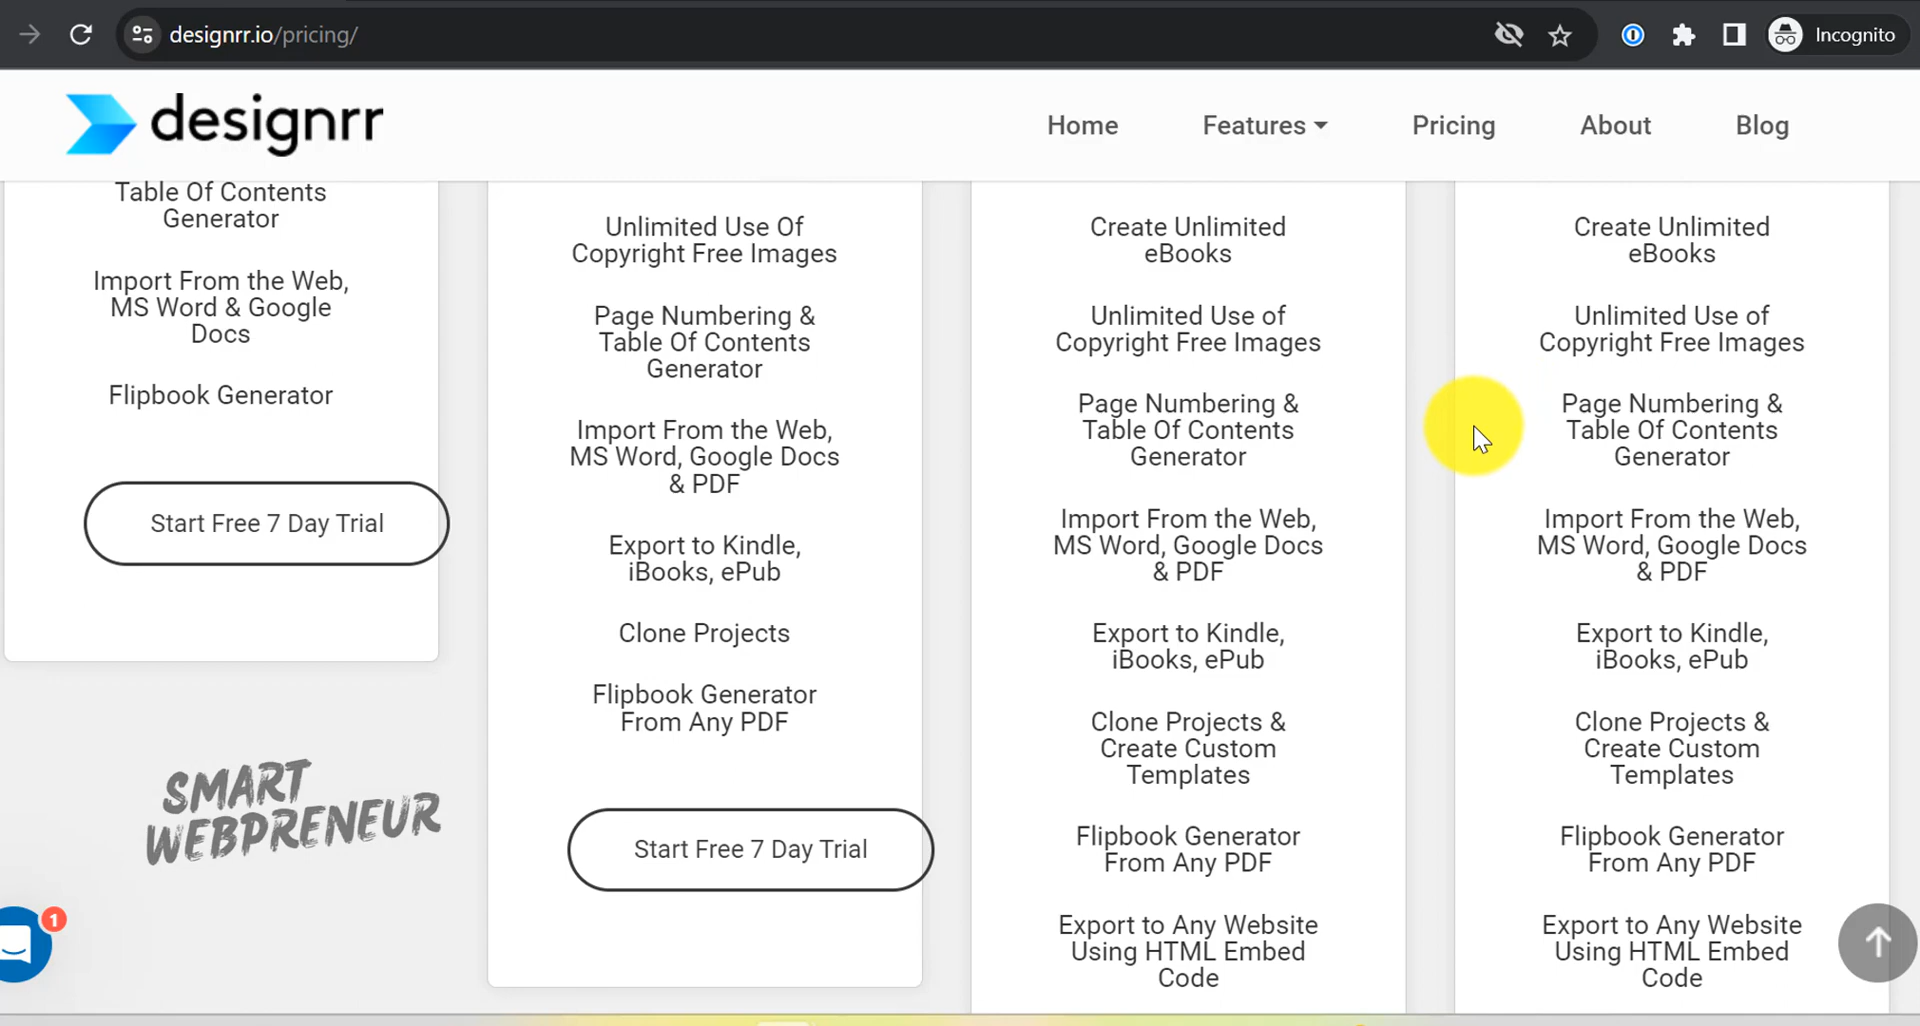 designrr.io/pricing/
Incognito
designrr
Home
Features
Pricing
About
Blog
Table Of Contents
Generator
Import From the Web,
MS Word & Google
Docs
Flipbook Generator
Start Free 7 Day Trial
SMART
WEBPRENEUR
1
Unlimited Use Of
Copyright Free Images
Page Numbering &
Table Of Contents
Generator
Import From the Web,
MS Word, Google Docs
& PDF
Export to Kindle,
iBooks, ePub
Clone Projects
Flipbook Generator
From Any PDF
Start Free 7 Day Trial
Create Unlimited
eBooks
Unlimited Use of
Copyright Free Images
Page Numbering &
Table Of Contents
Generator
Import From the Web,
MS Word, Google Docs
& PDF
Export to Kindle,
iBooks, ePub
Clone Projects &
Create Custom
Templates
Flipbook Generator
From Any PDF
Export to Any Website
Using HTML Embed
Code
Create Unlimited
eBooks
Unlimited Use of
Copyright Free Images
Page Numbering &
Table Of Contents
Generator
Import From the Web,
MS Word, Google Docs
& PDF
Export to Kindle,
iBooks, ePub
Clone Projects &
Create Custom
Templates
Flipbook Generator
From Any PDF
Export to Any Website
Using HTML Embed
Code